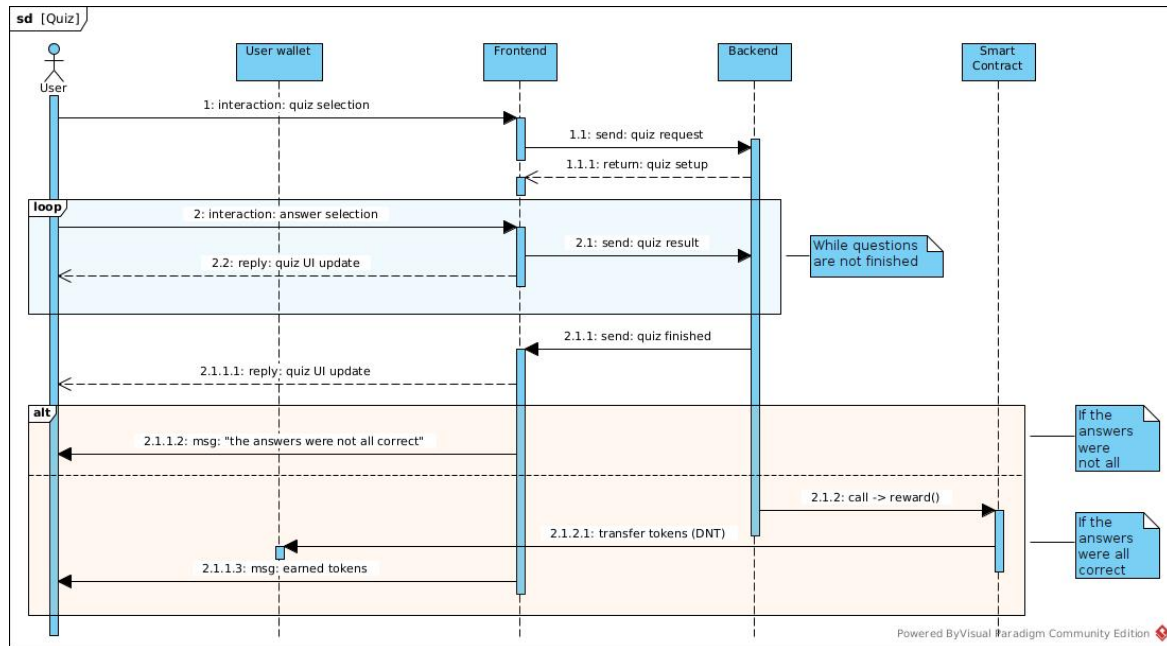 sd [Quiz]
User
User wallet
Frontend
Backend
Smart
Contract
1: interaction: quiz selection
1.1: send: quiz request
1.1.1: return: quiz setup
loop
2: interaction: answer selection
2.1: send: quiz result
2.2: reply: quiz UI update
While questions
are not finished
2.1.1: send: quiz finished
2.1.1.1: reply: quiz UI update
alt
If the
answers
were
not all
2.1.1.2: msg: "the answers were not all correct"
2.1.2: call -> reward()
If the
answers
were all
correct
2.1.2.1: transfer tokens (DNT)
2.1.1.3: msg: earned tokens
Powered ByVisual Paradigm Community Edition